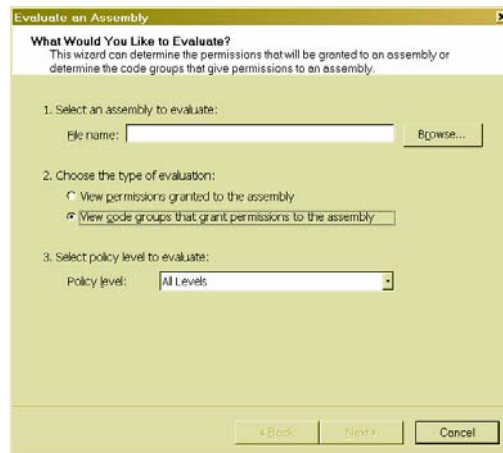 Evaluate an Assembly
What Would You Like to Evaluate?
This wizard can determine the permissions that will be granted to an assembly or
determine the code groups that give permissions to an assembly.
1. Select an assembly to evaluate:
File name:
Browse...
2. Choose the type of evaluation:
View permissions granted to the assembly
View code groups that grant permissions to the assembly
3. Select policy level to evaluate:
Policy level:
All Levels
< Back
Next >
Cancel